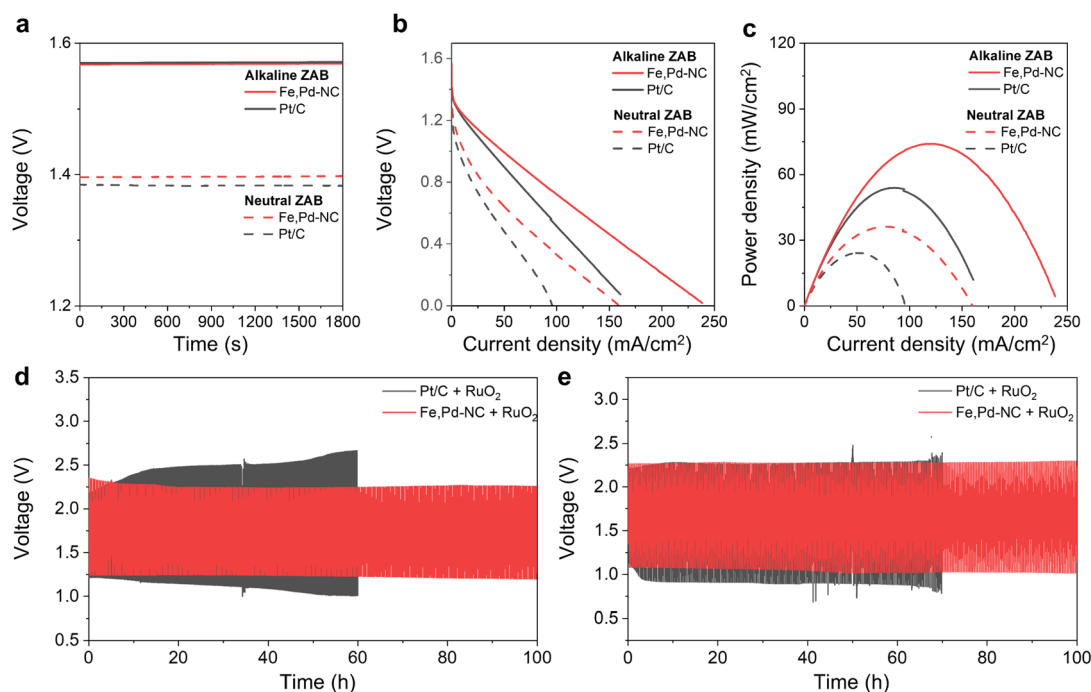 a
1.6
1.4
1.2
Voltage (V)
0 300 600 900 1200 1500 1800
Time (s)
Alkaline ZAB
Fe,Pd-NC
Pt/C
Neutral ZAB
Fe,Pd-NC
Pt/C
b
1.6
1.2
0.8
0.4
0.0
Voltage (V)
0 50 100 150 200 250
Current density (mA/cm²)
Alkaline ZAB
Fe,Pd-NC
Pt/C
Neutral ZAB
Fe,Pd-NC
Pt/C
c
120
90
60
30
0
Power density (mW/cm²)
0 50 100 150 200 250
Current density (mA/cm²)
Alkaline ZAB
Fe,Pd-NC
Pt/C
Neutral ZAB
Fe,Pd-NC
Pt/C
d
3.5
3.0
2.5
2.0
1.5
1.0
0.5
Voltage (V)
0 20 40 60 80 100
Time (h)
Pt/C + RuO₂
Fe,Pd-NC + RuO₂
e
3.0
2.5
2.0
1.5
1.0
0.5
Voltage (V)
0 20 40 60 80 100
Time (h)
Pt/C + RuO₂
Fe,Pd-NC + RuO₂